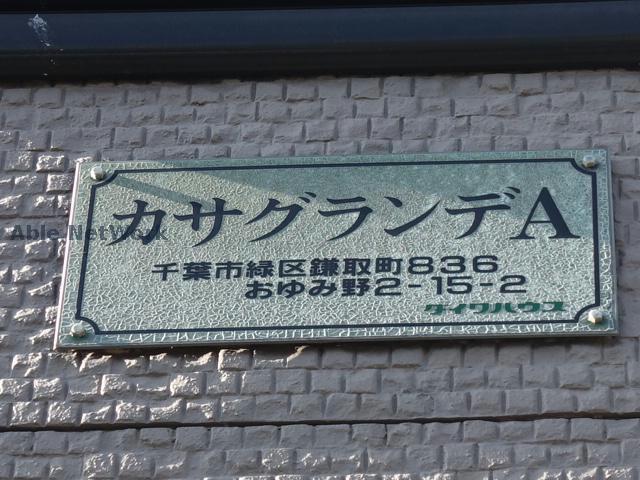 カサグランデA
Able Network
千葉市緑区鎌取町836
おゆみ野2-15-2
ダイワハウス